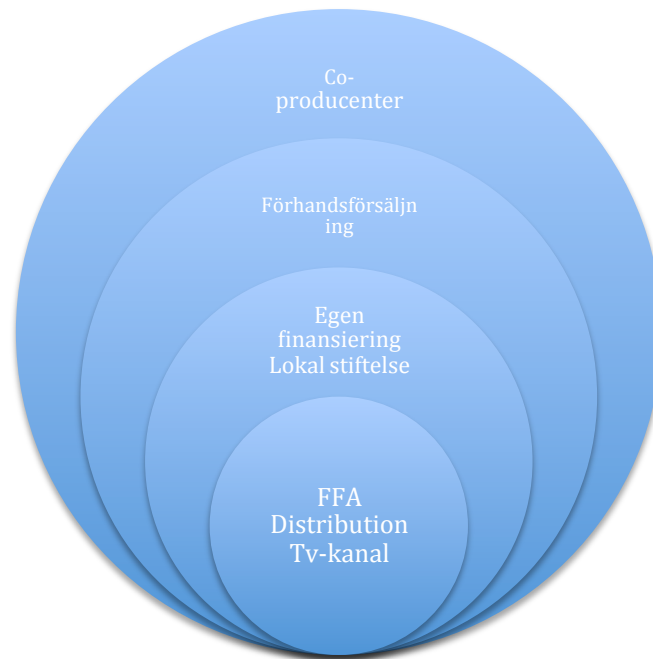 Co-
producenter
Förhandsförsäljn
ing
Egen
finansiering
Lokal stiftelse
FFA
Distribution
Tv-kanal